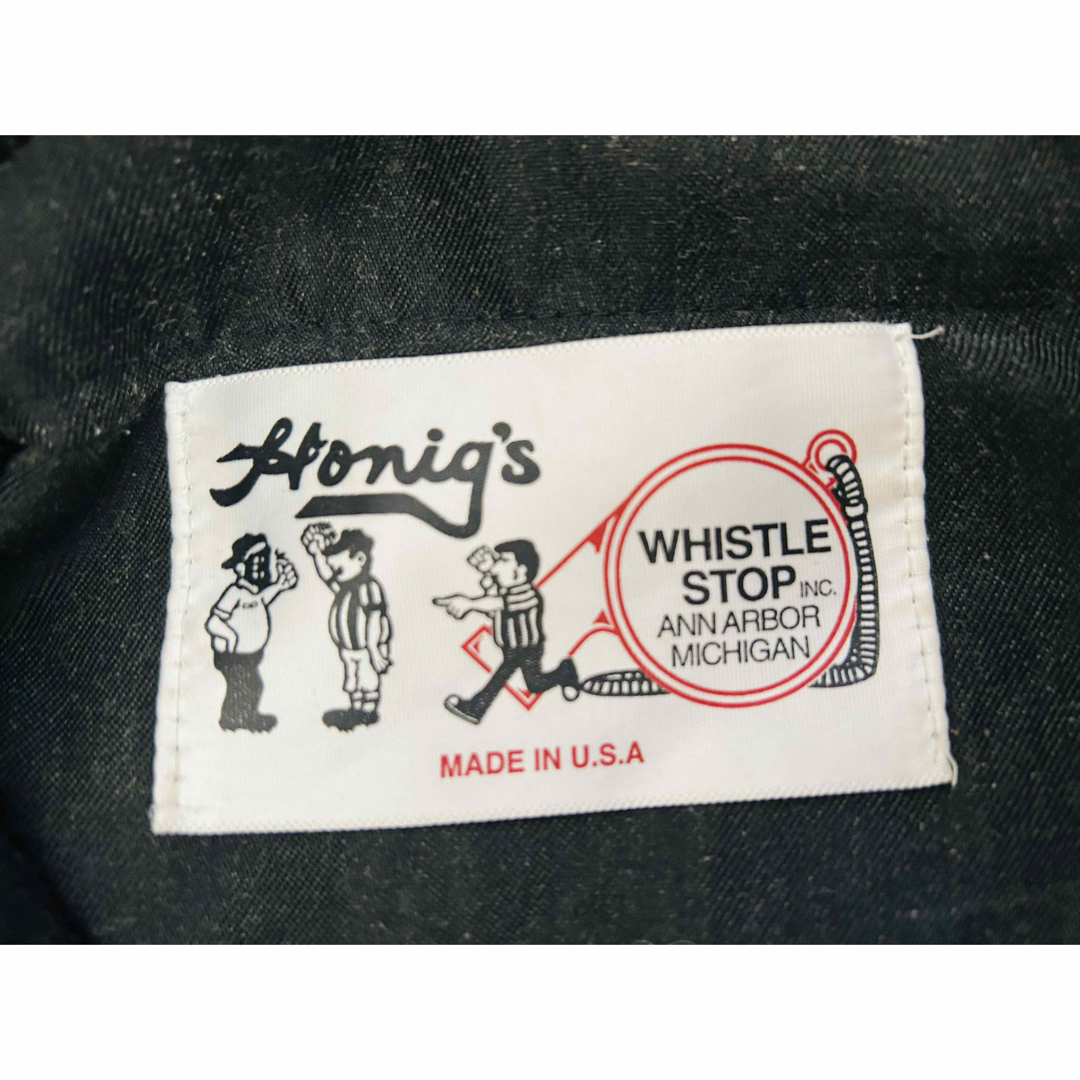 Honig's
WHISTLE
STOP INC.
ANN ARBOR
MICHIGAN
MADE IN U.S.A